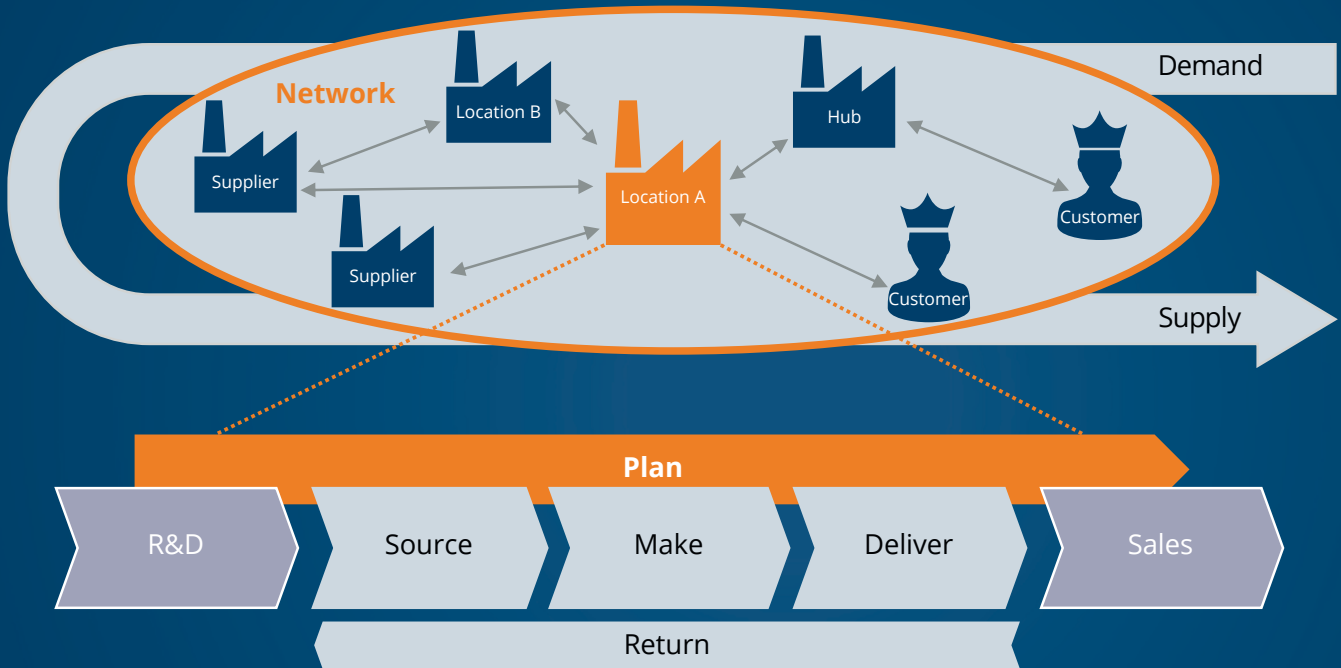 Demand
Network
Location B
Hub
Supplier
Location A
Customer
Supplier
Customer
Supply
Plan
R&D
Source
Make
Deliver
Sales
Return